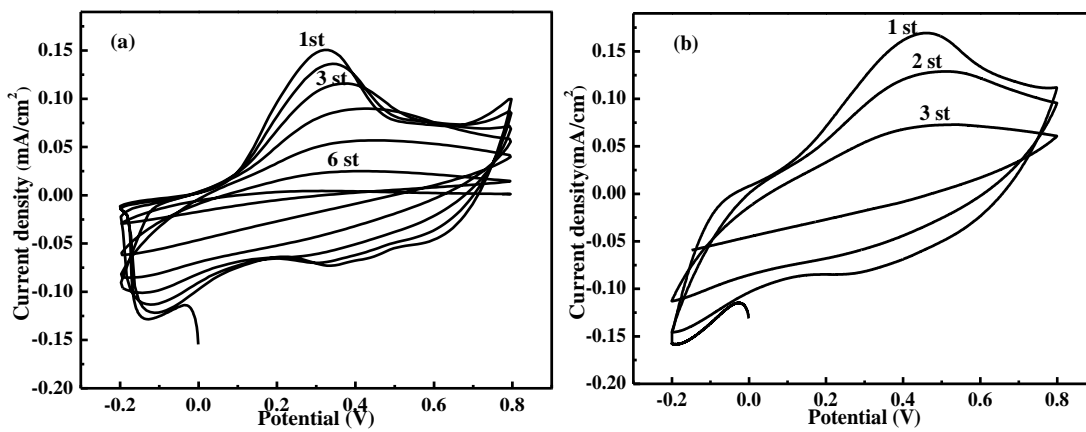 (a)
1st
3 st
6 st
0.15
0.10
0.05
0.00
-0.05
-0.10
-0.15
-0.20
Current density (mA/cm²)
-0.2 0.0 0.2 0.4 0.6 0.8
Potential (V)
(b)
1 st
2 st
3 st
0.15
0.10
0.05
0.00
-0.05
-0.10
-0.15
-0.20
Current density(mA/cm²)
-0.2 0.0 0.2 0.4 0.6 0.8
Potential (V)